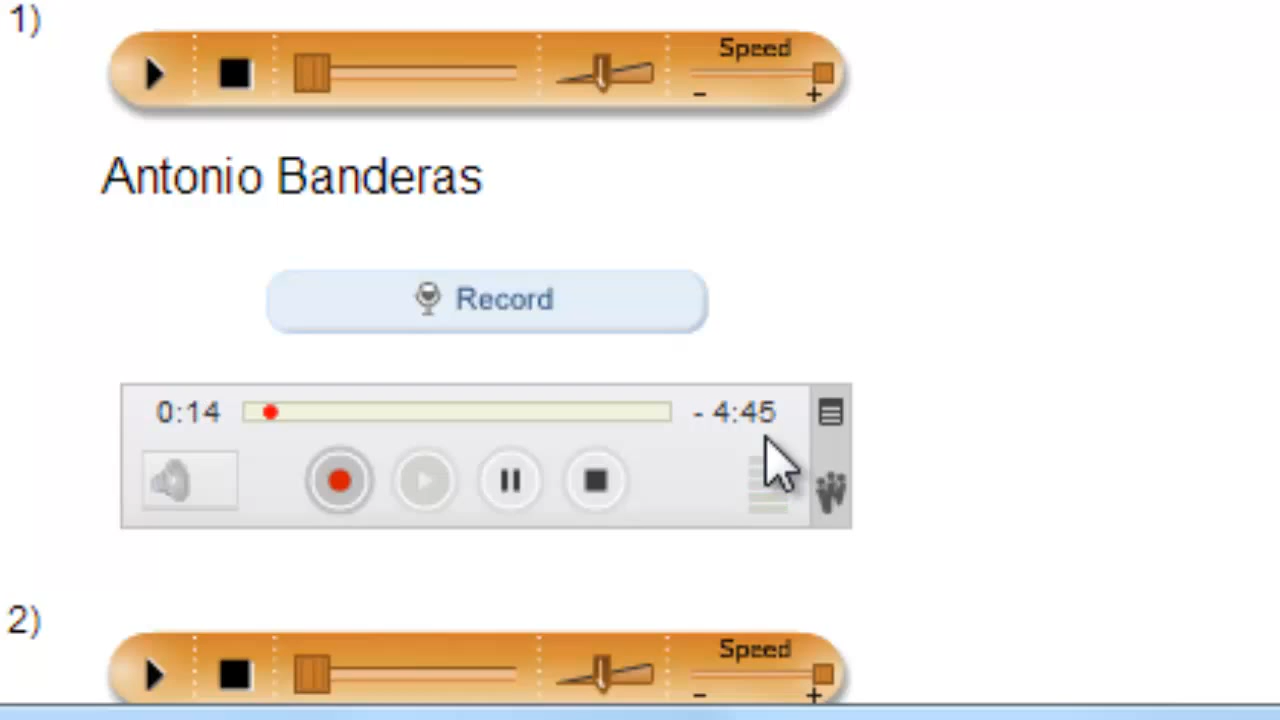 1)
Speed
- +
Antonio Banderas
Record
0:14 - 4:45
2)
Speed
- +